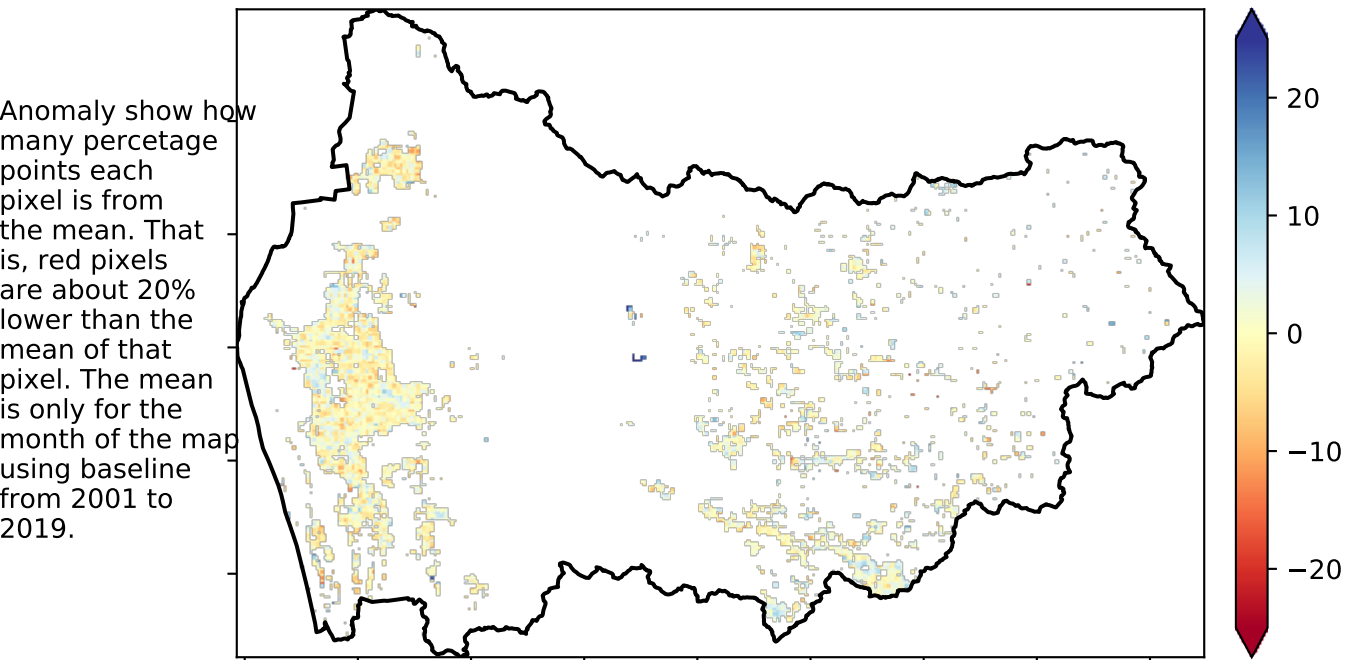 Anomaly show how
many percetage
points each
pixel is from
the mean. That
is, red pixels
are about 20%
lower than the
mean of that
pixel. The mean
is only for the
month of the map
using baseline
from 2001 to
2019.
20
10
0
−10
−20